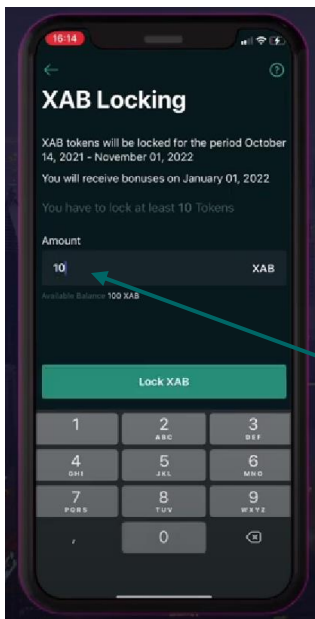 16:14
XAB Locking
XAB tokens will be locked for the period October
14, 2021 - November 01, 2022
You will receive bonuses on January 01, 2022
You have to lock at least 10 Tokens
Amount
10 XAB
Available Balance 100 XAB
Lock XAB
1 2 3
ABC DEF
4 5 6
GHI JKL MNO
7 8 9
PQRS TUV WXYZ
, 0